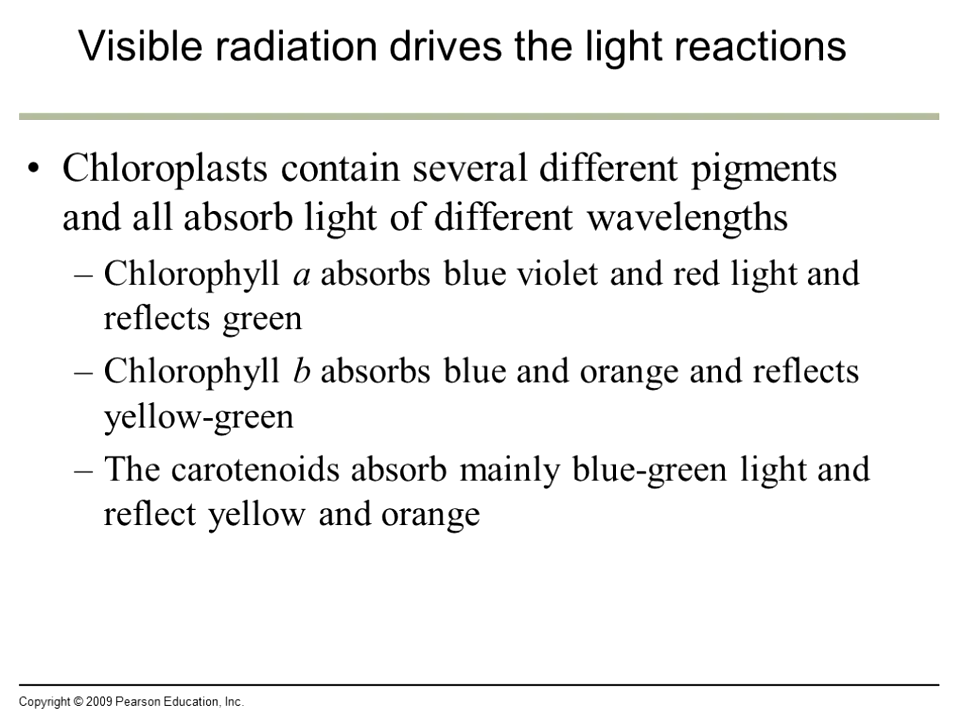 Visible radiation drives the light reactions
• Chloroplasts contain several different pigments
and all absorb light of different wavelengths
– Chlorophyll a absorbs blue violet and red light and
reflects green
– Chlorophyll b absorbs blue and orange and reflects
yellow-green
– The carotenoids absorb mainly blue-green light and
reflect yellow and orange
Copyright © 2009 Pearson Education, Inc.